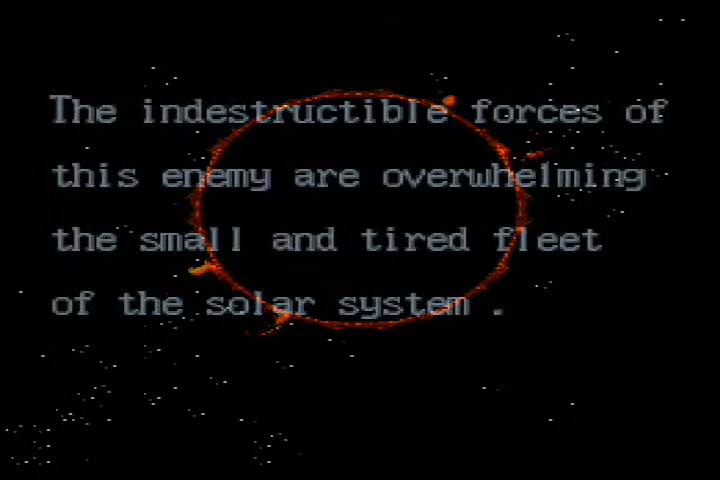 The indestructible forces of
this enemy are overwhelming
the small and tired fleet
of the solar system .